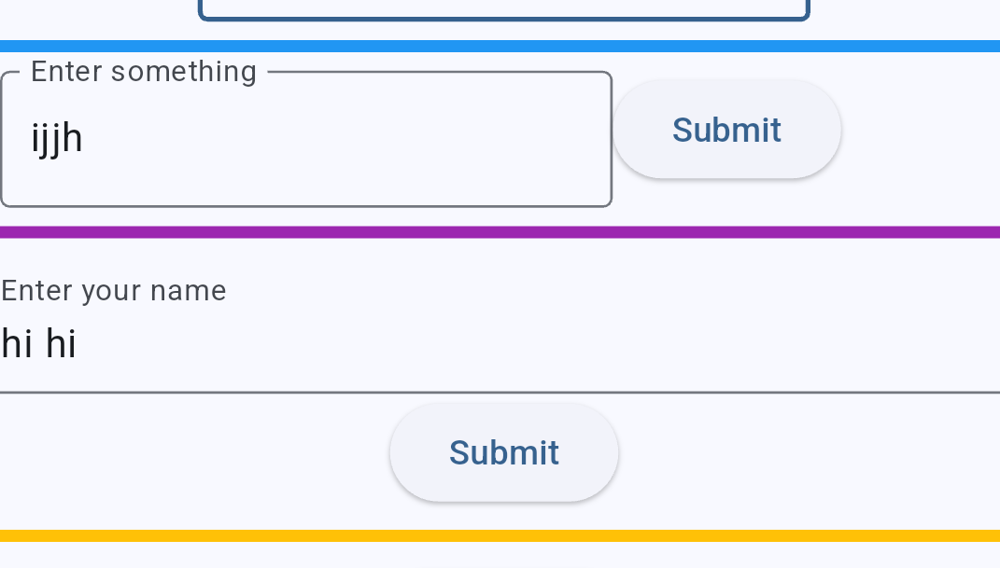 Enter something
ijjh
Submit
Enter your name
hi hi
Submit